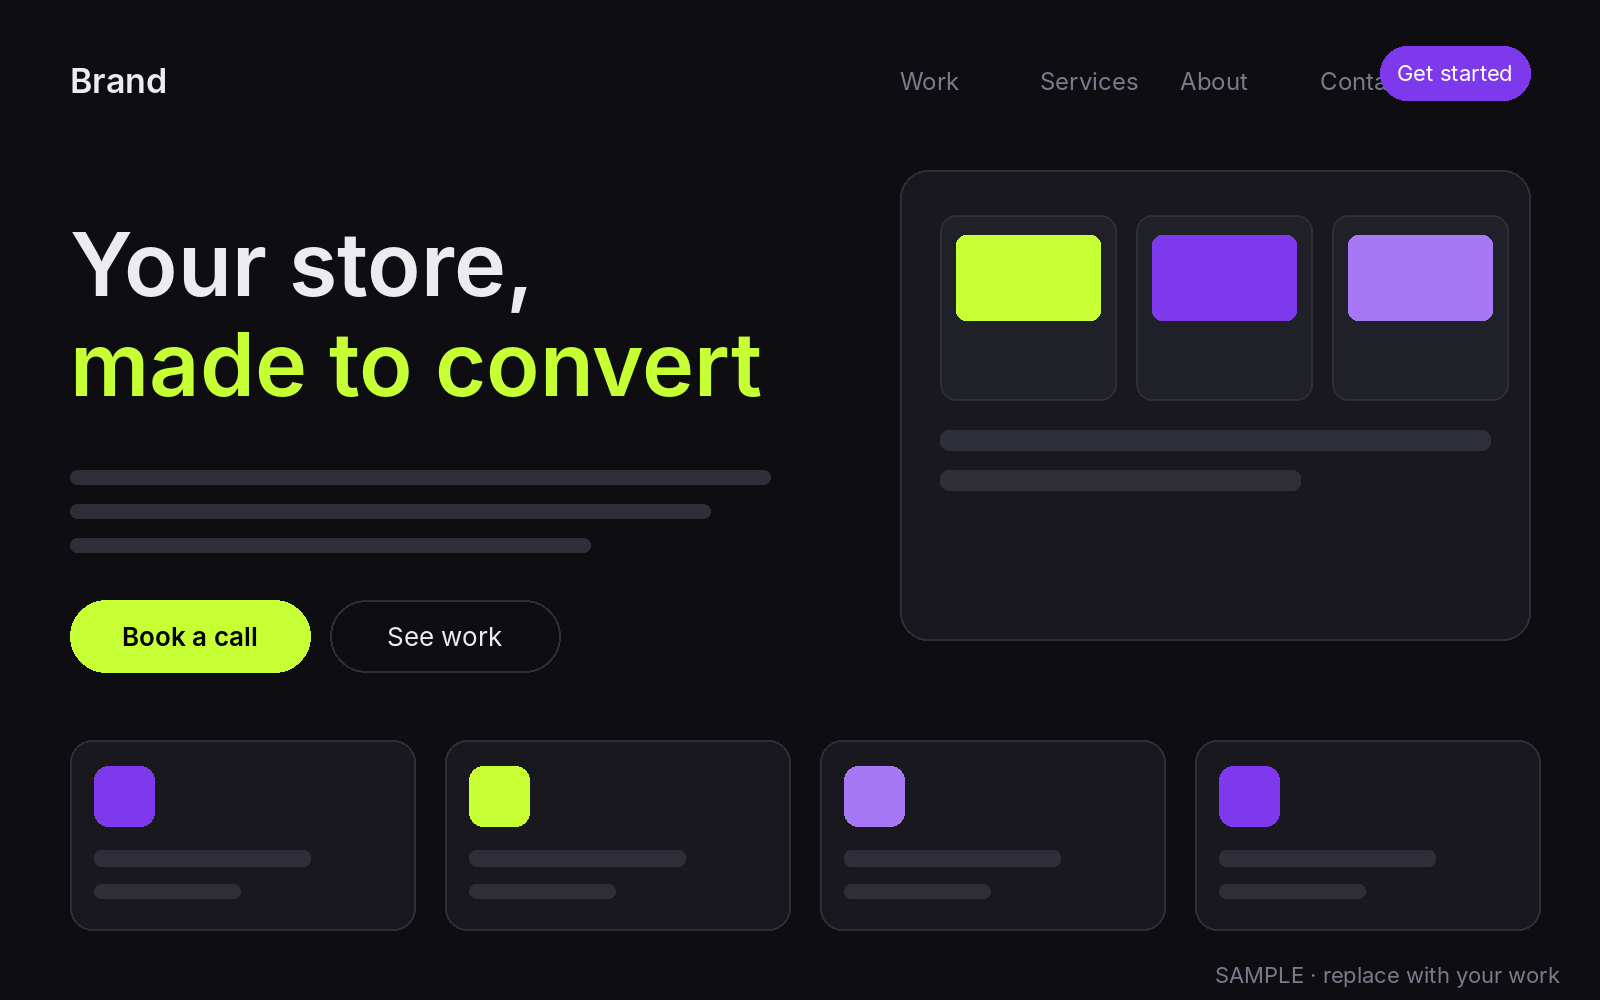 Brand
Work Services About Conta
Get started
Your store,
made to convert
Book a call
See work
SAMPLE · replace with your work